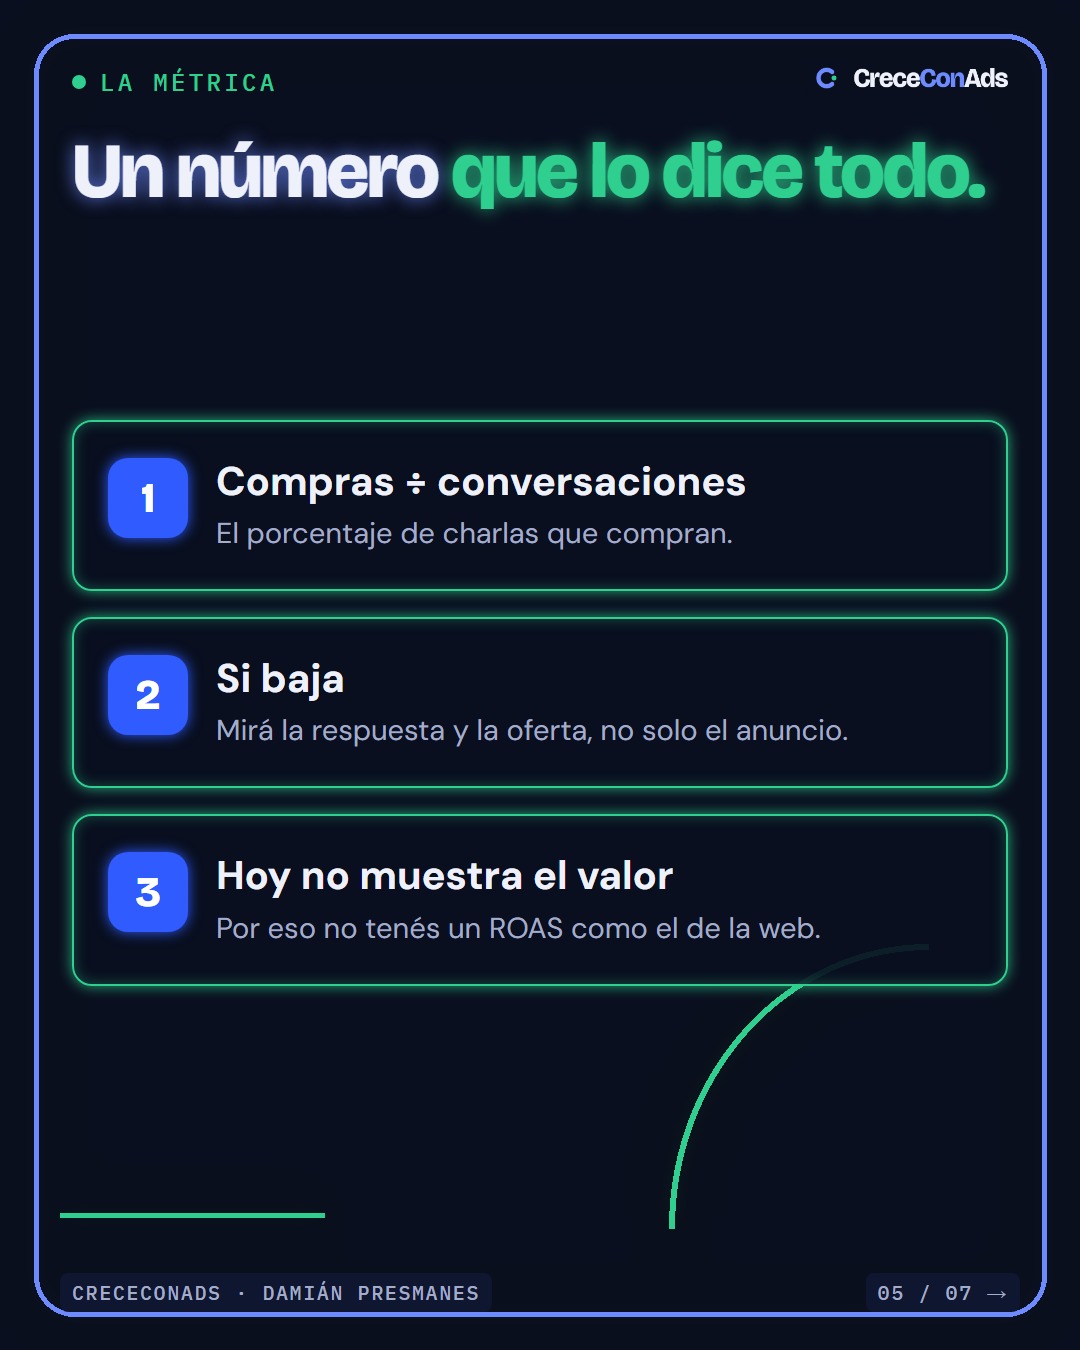 LA MÉTRICA
CreceConAds
Un número que lo dice todo.
1
Compras ÷ conversaciones
El porcentaje de charlas que compran.
2
Si baja
Mirá la respuesta y la oferta, no solo el anuncio.
3
Hoy no muestra el valor
Por eso no tenés un ROAS como el de la web.
CRECECONADS · DAMIÁN PRESMANES
05 / 07 →